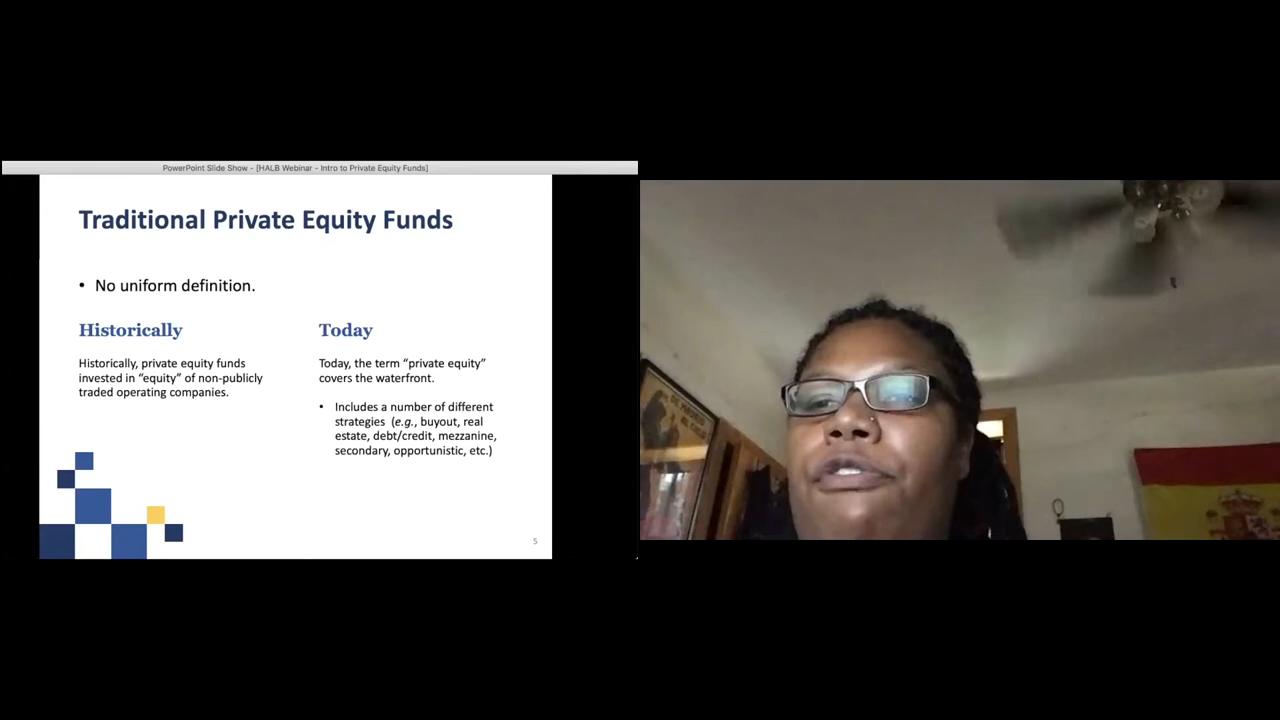 PowerPoint Slide Show - [HALB Webinar - Intro to Private Equity Funds]
Traditional Private Equity Funds
• No uniform definition.
Historically
Historically, private equity funds
invested in “equity” of non-publicly
traded operating companies.
Today
Today, the term “private equity”
covers the waterfront.
• Includes a number of different
strategies (e.g., buyout, real
estate, debt/credit, mezzanine,
secondary, opportunistic, etc.)
5